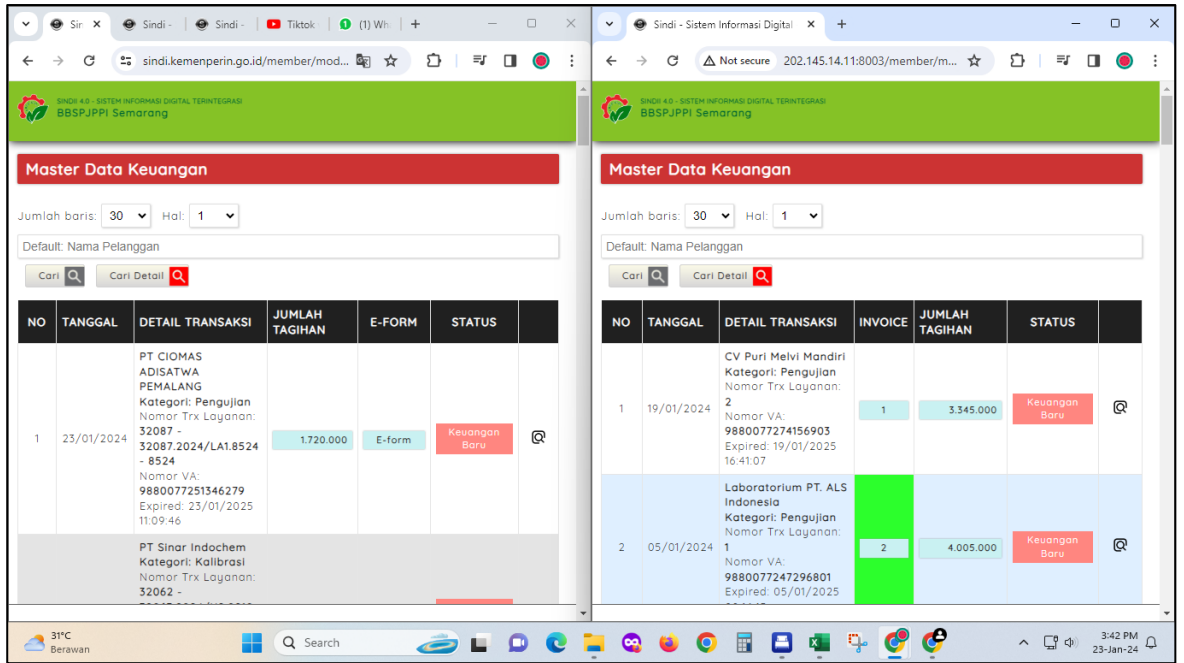 Sin
Sindi -
Sindi -
Tiktok
(1) Wh
sindi.kemenperin.go.id/member/mod...
SINDI 4.0 - SISTEM INFORMASI DIGITAL TERINTEGRASI
BBSPJPPI Semarang
Master Data Keuangan
Jumlah baris: 30 Hal: 1
Default: Nama Pelanggan
Cari Cari Detail
NO TANGGAL DETAIL TRANSAKSI JUMLAH TAGIHAN E-FORM STATUS
PT CIOMAS
ADISATWA
PEMALANG
Kategori: Pengujian
Nomor Trx Layanan:
32087 -
1 23/01/2024 32087.2024/LA1.8524 1.720.000 E-form Keuangan Baru
- 8524
Nomor VA:
9880077251346279
Expired: 23/01/2025
11:09:46
PT Sinar Indochem
Kategori: Kalibrasi
Nomor Trx Layanan:
32062 -
Sindi - Sistem Informasi Digital
Not secure 202.145.14.11:8003/member/m...
SINDI 4.0 - SISTEM INFORMASI DIGITAL TERINTEGRASI
BBSPJPPI Semarang
Master Data Keuangan
Jumlah baris: 30 Hal: 1
Default: Nama Pelanggan
Cari Cari Detail
NO TANGGAL DETAIL TRANSAKSI INVOICE JUMLAH TAGIHAN STATUS
CV Puri Melvi Mandiri
Kategori: Pengujian
Nomor Trx Layanan:
1 19/01/2024 2 1 3.345.000 Keuangan Baru
Nomor VA:
9880077274156903
Expired: 19/01/2025
16:41:07
Laboratorium PT. ALS
Indonesia
Kategori: Pengujian
Nomor Trx Layanan:
2 05/01/2024 1 2 4.005.000 Keuangan Baru
Nomor VA:
9880077247296801
Expired: 05/01/2025
31°C
Berawan
Search
3:42 PM
23-Jan-24